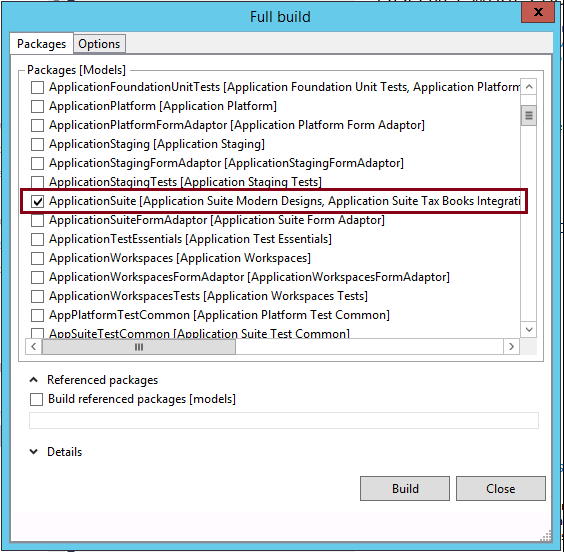 Full build
x
Packages
Options
Packages [Models]
ApplicationFoundationUnitTests [Application Foundation Unit Tests, Application Platform
ApplicationPlatform [Application Platform]
ApplicationPlatformFormAdaptor [Application Platform Form Adaptor]
ApplicationStaging [Application Staging]
ApplicationStagingFormAdaptor [ApplicationStagingFormAdaptor]
ApplicationStagingTests [Application Staging Tests]
ApplicationSuite [Application Suite Modern Designs, Application Suite Tax Books Integrati
ApplicationSuiteFormAdaptor [Application Suite Form Adaptor]
ApplicationTestEssentials [Application Test Essentials]
ApplicationWorkspaces [Application Workspaces]
ApplicationWorkspacesFormAdaptor [ApplicationWorkspacesFormAdaptor]
ApplicationWorkspacesTests [Application Workspaces Tests]
AppPlatformTestCommon [Application Platform Test Common]
AppSuiteTestCommon [Application Suite Test Common]
Referenced packages
Build referenced packages [models]
Details
Build
Close